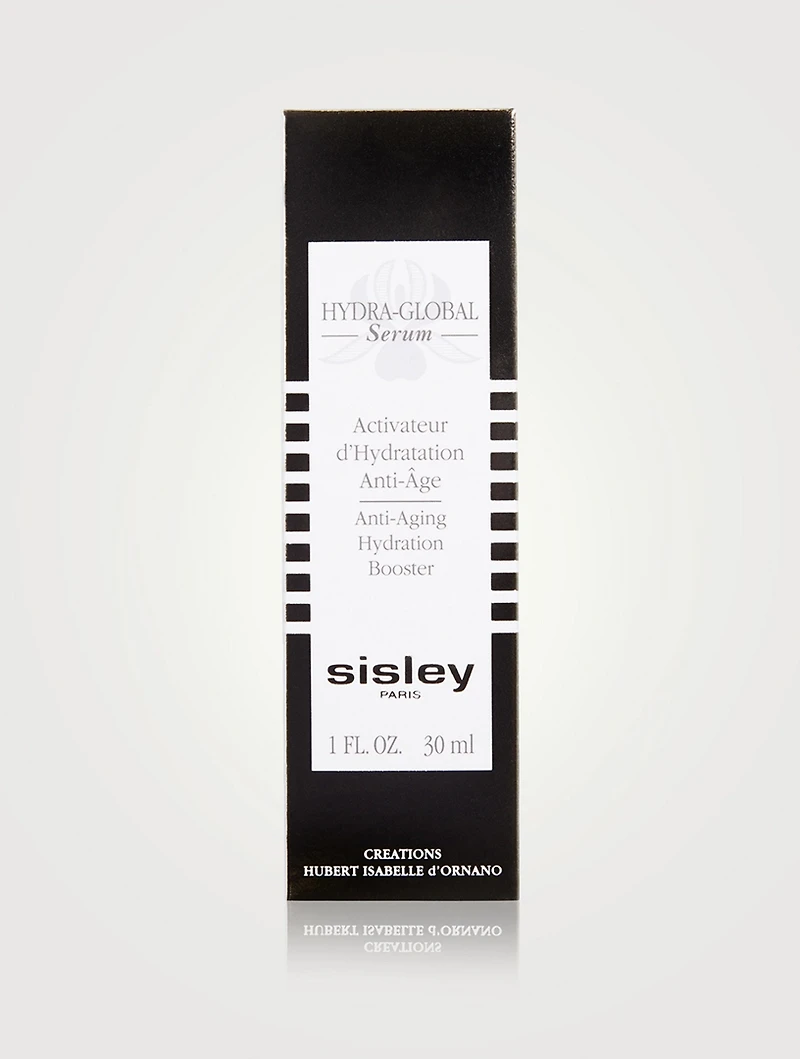 HYDRA-GLOBAL
Serum
Activateur
d'Hydratation
Anti-Âge
Anti-Aging
Hydration
Booster
sisley
PARIS
1 FL. OZ. 30 ml
CREATIONS
HUBERT ISABELLE d'ORNANO